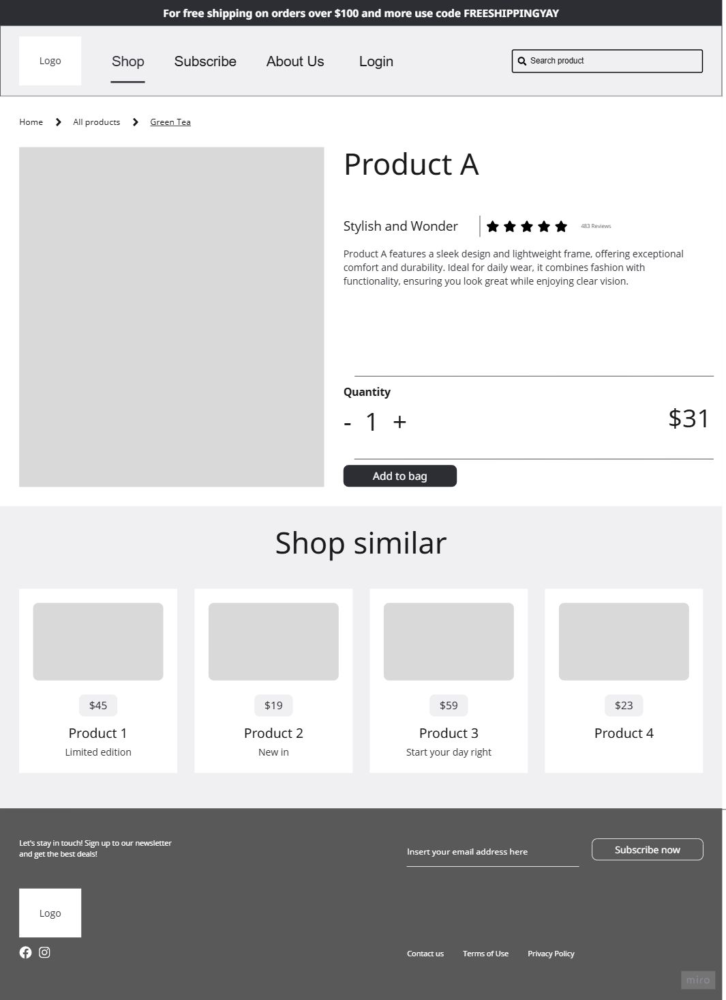 For free shipping on orders over $100 and more use code FREESHIPPINGYAY
Logo
Shop
Subscribe
About Us
Login
Search product
Home
All products
Green Tea
Product A
Stylish and Wonder
483 Reviews
Product A features a sleek design and lightweight frame, offering exceptional
comfort and durability. Ideal for daily wear, it combines fashion with
functionality, ensuring you look great while enjoying clear vision.
Quantity
- 1 +
$31
Add to bag
Shop similar
$45
Product 1
Limited edition
$19
Product 2
New in
$59
Product 3
Start your day right
$23
Product 4
Let's stay in touch! Sign up to our newsletter
and get the best deals!
Insert your email address here
Subscribe now
Logo
Contact us
Terms of Use
Privacy Policy
miro